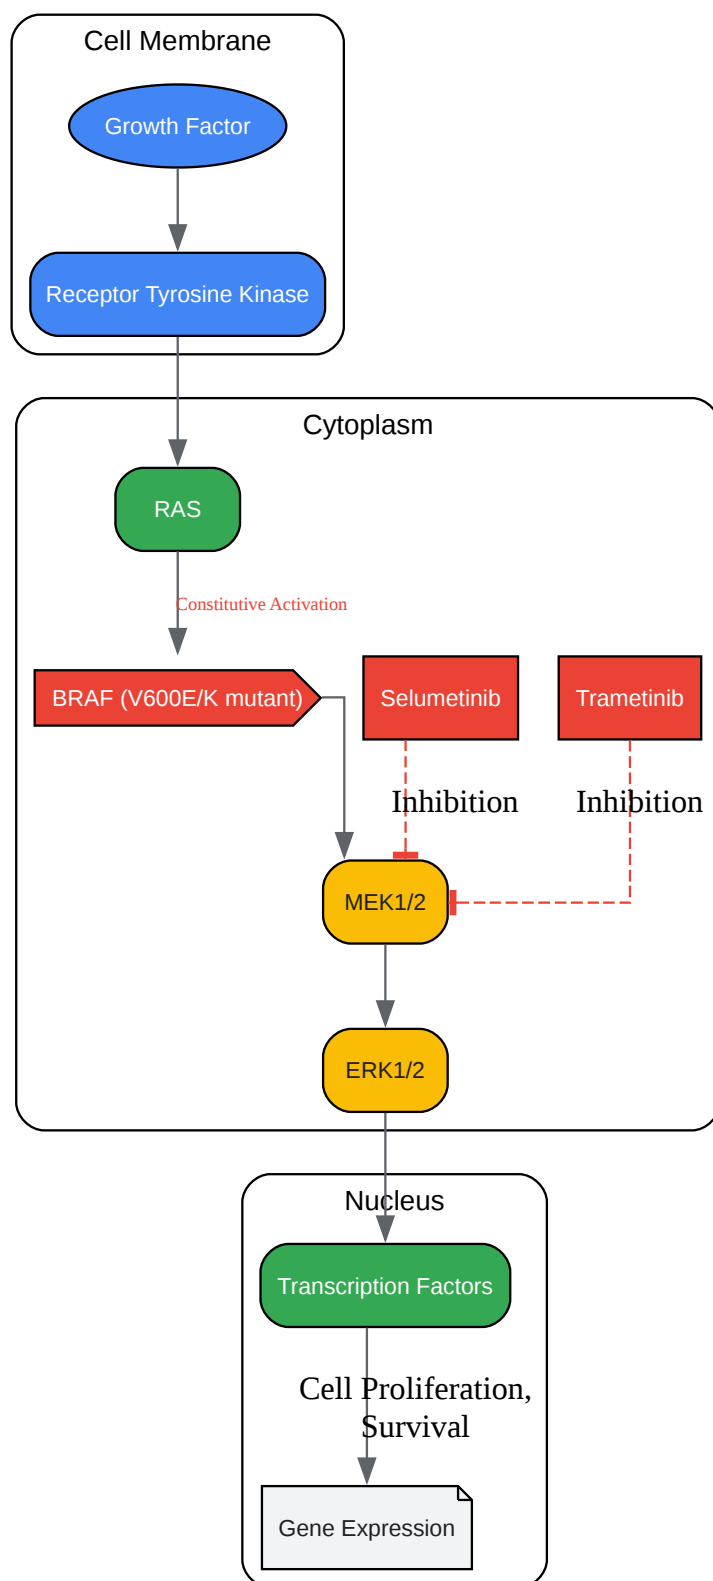 Cell Membrane
Growth Factor
Receptor Tyrosine Kinase
Cytoplasm
RAS
Constitutive Activation
BRAF (V600E/K mutant)
Selumetinib
Trametinib
Inhibition
Inhibition
MEK1/2
ERK1/2
Nucleus
Transcription Factors
Cell Proliferation,
Survival
Gene Expression